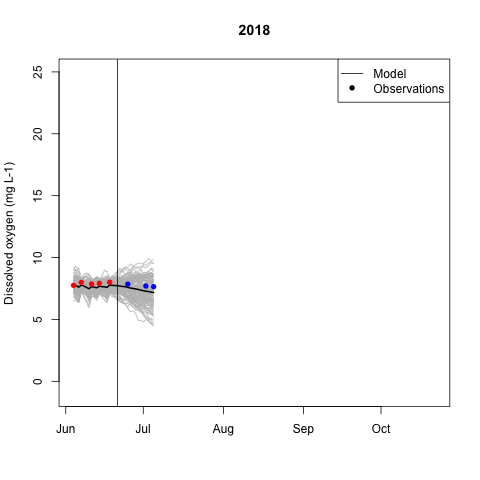 2018
Model
Observations
Dissolved oxygen (mg L-1)
25
20
15
10
5
0
Jun
Jul
Aug
Sep
Oct